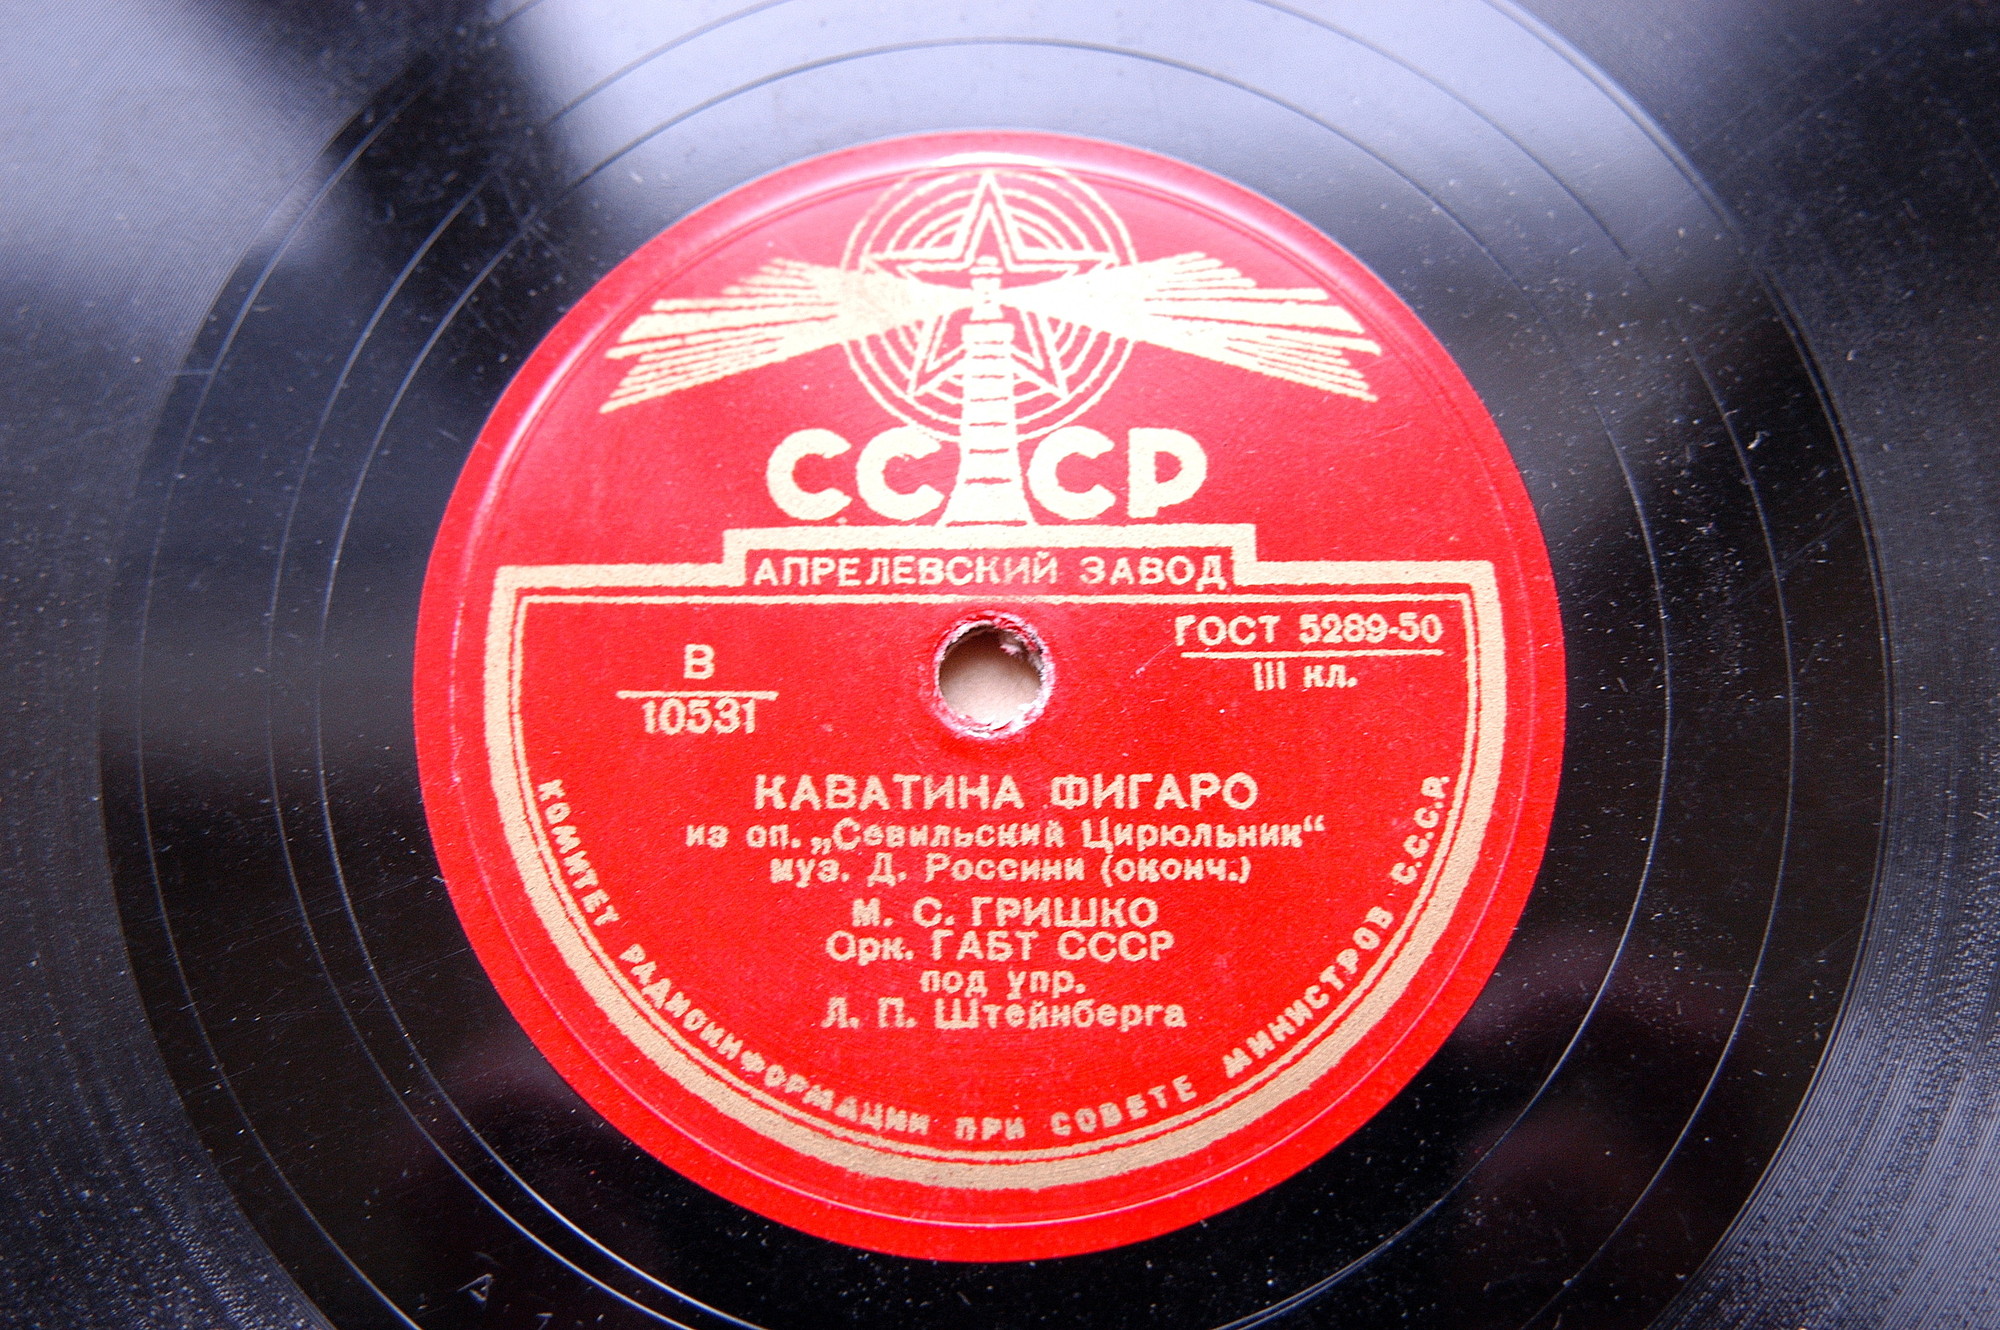 СССР
АПРЕЛЕВСКИЙ ЗАВОД
ГОСТ 5289-50
III кл.
В
10531
КАВАТИНА ФИГАРО
из оп. „Севильский Цирюльник“
муз. Д. Россини (оконч.)
М. С. ГРИШКО
Орк. ГАБТ СССР
под упр.
Л. П. Штейнберга
КОМИТЕТ РАДИОИНФОРМАЦИИ ПРИ СОВЕТЕ МИНИСТРОВ С.С.С.Р.